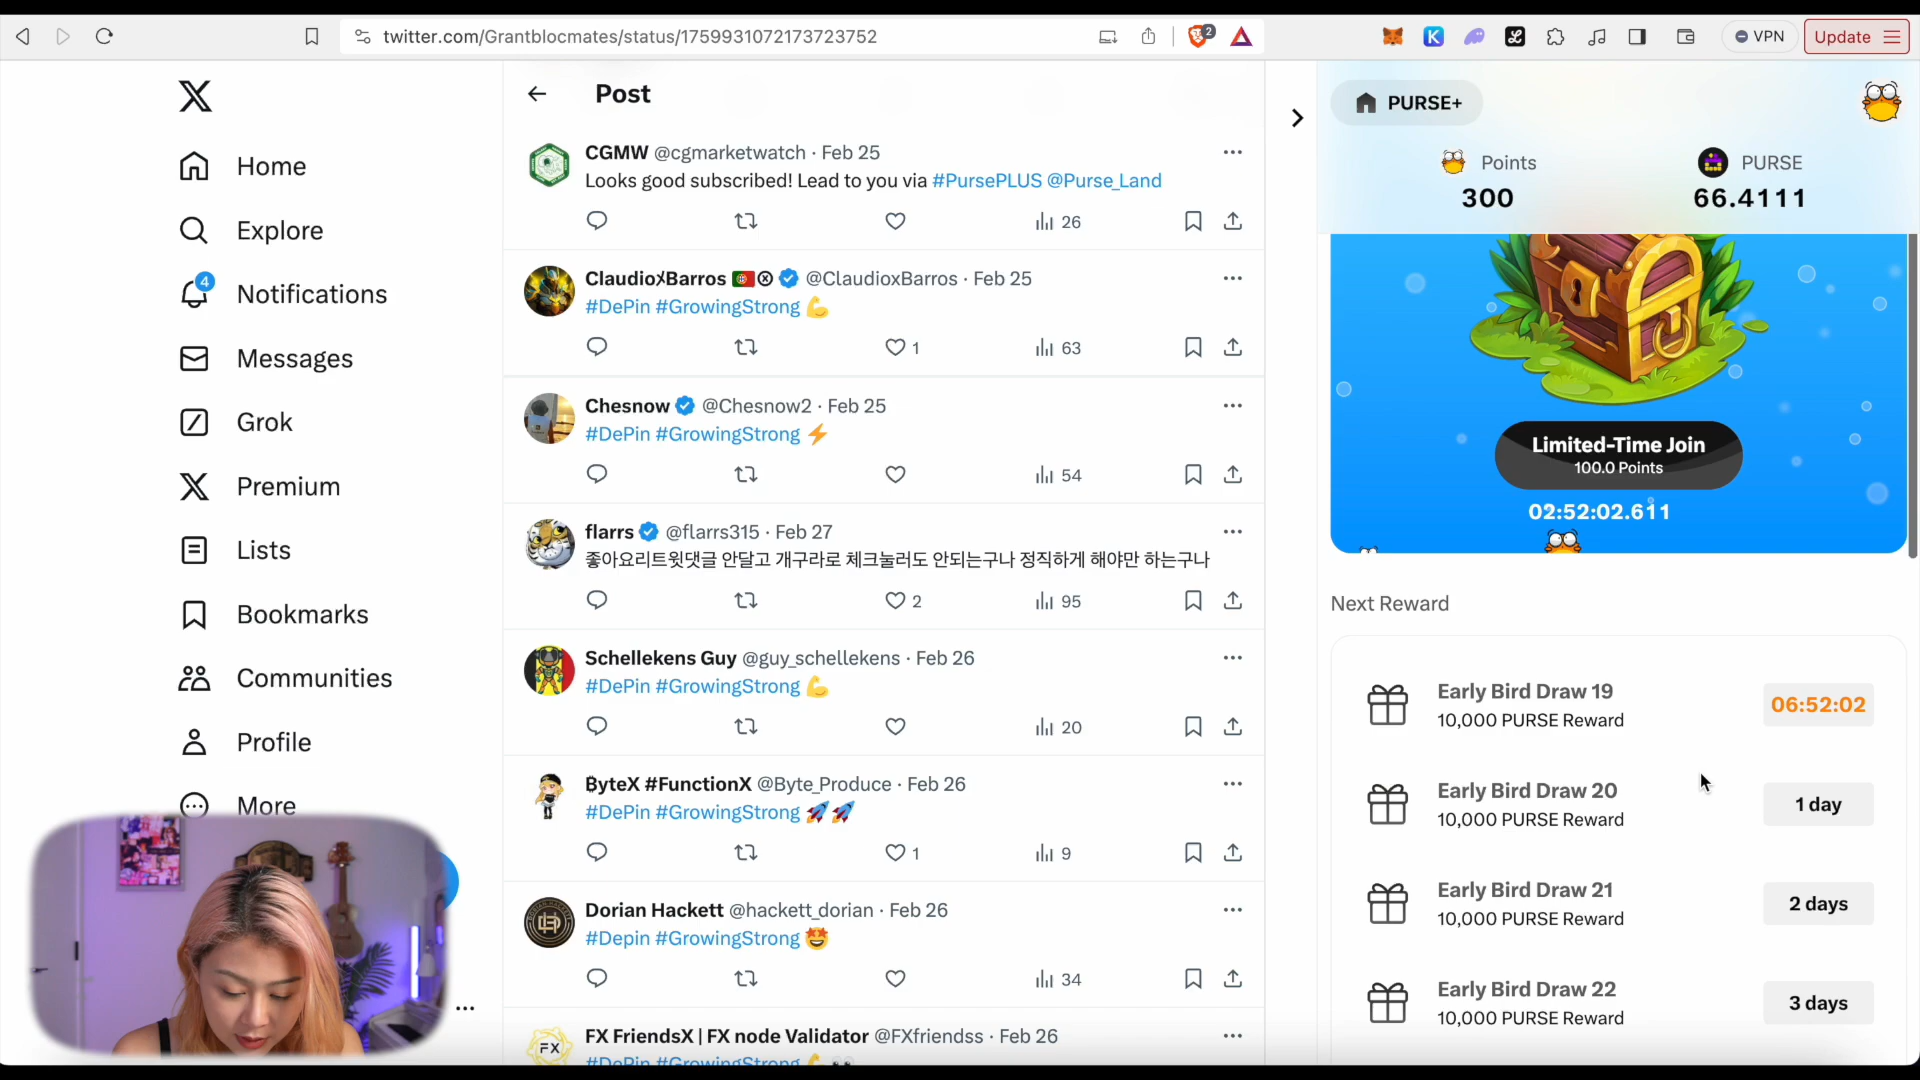 twitter.com/Grantblocmates/status/1759931072173723752
2
VPN
Update
Home
Explore
4
Notifications
Messages
Grok
Premium
Lists
Bookmarks
Communities
Profile
More
Post
CGMW @cgmarketwatch · Feb 25
Looks good subscribed! Lead to you via #PursePLUS @Purse_Land
26
ClaudioxBarros 🇵🇹 @ClaudioxBarros · Feb 25
#DePin #GrowingStrong 💪
1
63
Chesnow @Chesnow2 · Feb 25
#DePin #GrowingStrong ⚡
54
flarrs @flarrs315 · Feb 27
좋아요리트윗댓글 안달고 개구라로 체크눌러도 안되는구나 정직하게 해야만 하는구나
2
95
Schellekens Guy @guy_schellekens · Feb 26
#DePin #GrowingStrong 💪
20
₿yteX #FunctionX @Byte_Produce · Feb 26
#DePin #GrowingStrong 🚀🚀
1
9
Dorian Hackett @hackett_dorian · Feb 26
#Depin #GrowingStrong 🤩
34
FX
FX FriendsX | FX node Validator @FXfriendss · Feb 26
#DePin #GrowingStrong 💪 👀
PURSE+
Points
300
PURSE
66.4111
Limited-Time Join
100.0 Points
02:52:02.611
Next Reward
Early Bird Draw 19
10,000 PURSE Reward
06:52:02
Early Bird Draw 20
10,000 PURSE Reward
1 day
Early Bird Draw 21
10,000 PURSE Reward
2 days
Early Bird Draw 22
10,000 PURSE Reward
3 days